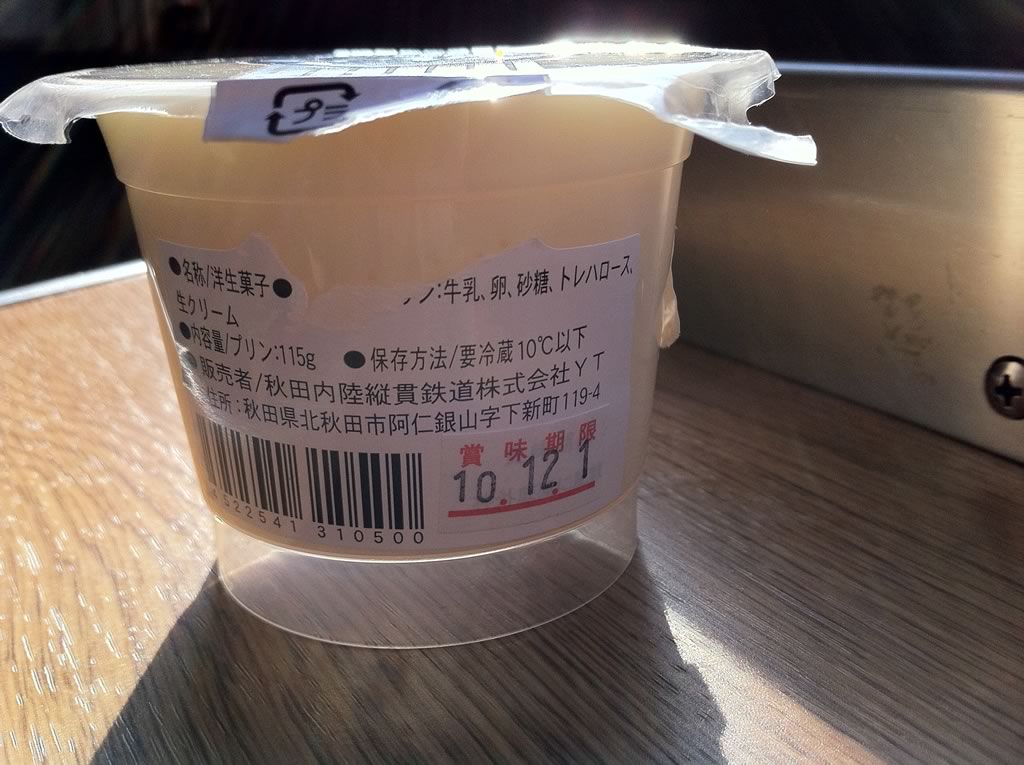 ●名称/洋生菓子●
ン:牛乳、卵、砂糖、トレハロース、
生クリーム
●内容量/プリン:115g ●保存方法/要冷蔵10℃以下
販売者/秋田内陸縦貫鉄道株式会社YT
住所:秋田県北秋田市阿仁銀山字下新町119-4
賞味期限
10.12.1
4522541 310500